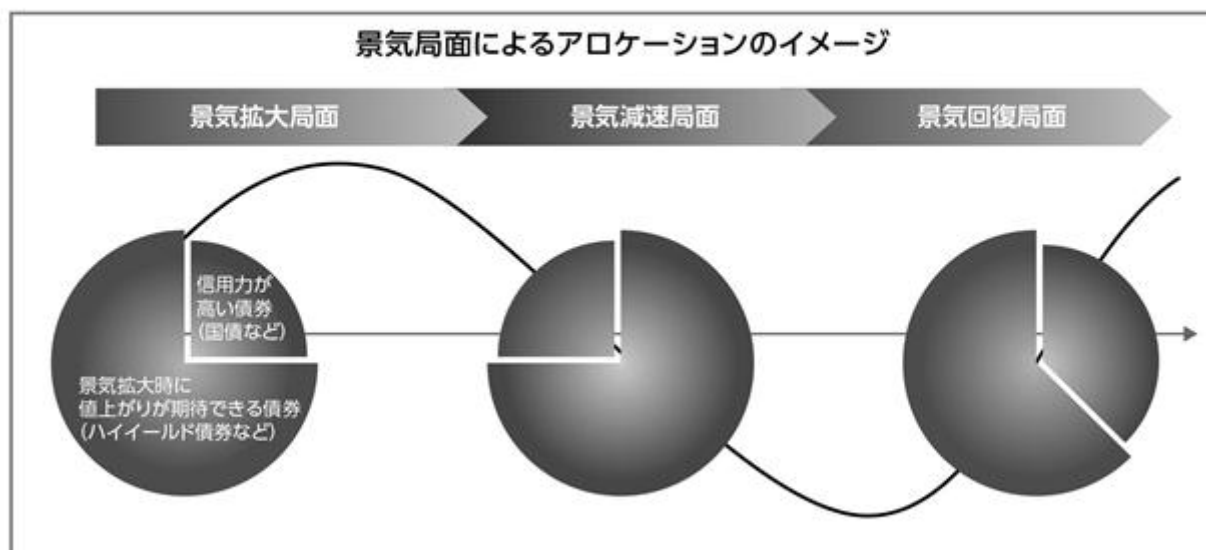 景気局面によるアロケーションのイメージ
景気拡大局面
景気減速局面
景気回復局面
信用力が
高い債券
(国債など)
景気拡大時に
値上がりが期待できる債券
(ハイイールド債券など)